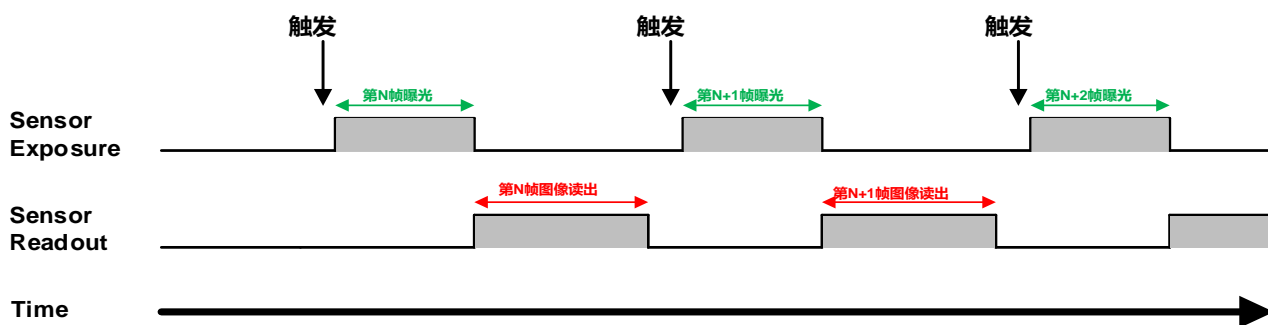 触发 触发 触发
第N帧曝光 第N+1帧曝光 第N+2帧曝光
Sensor
Exposure
第N帧图像读出 第N+1帧图像读出
Sensor
Readout
Time